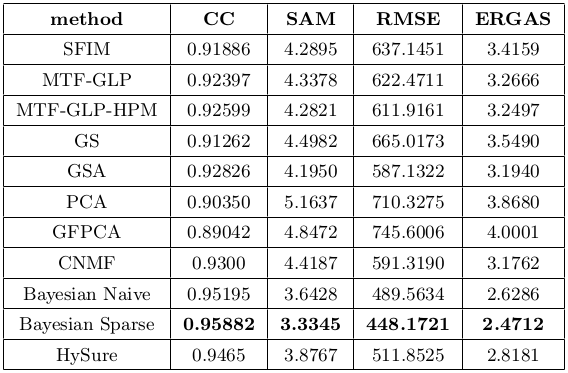 method CC SAM RMSE ERGAS
SFIM 0.91886 4.2895 637.1451 3.4159
MTF-GLP 0.92397 4.3378 622.4711 3.2666
MTF-GLP-HPM 0.92599 4.2821 611.9161 3.2497
GS 0.91262 4.4982 665.0173 3.5490
GSA 0.92826 4.1950 587.1322 3.1940
PCA 0.90350 5.1637 710.3275 3.8680
GFPCA 0.89042 4.8472 745.6006 4.0001
CNMF 0.9300 4.4187 591.3190 3.1762
Bayesian Naive 0.95195 3.6428 489.5634 2.6286
Bayesian Sparse 0.95882 3.3345 448.1721 2.4712
HySure 0.9465 3.8767 511.8525 2.8181